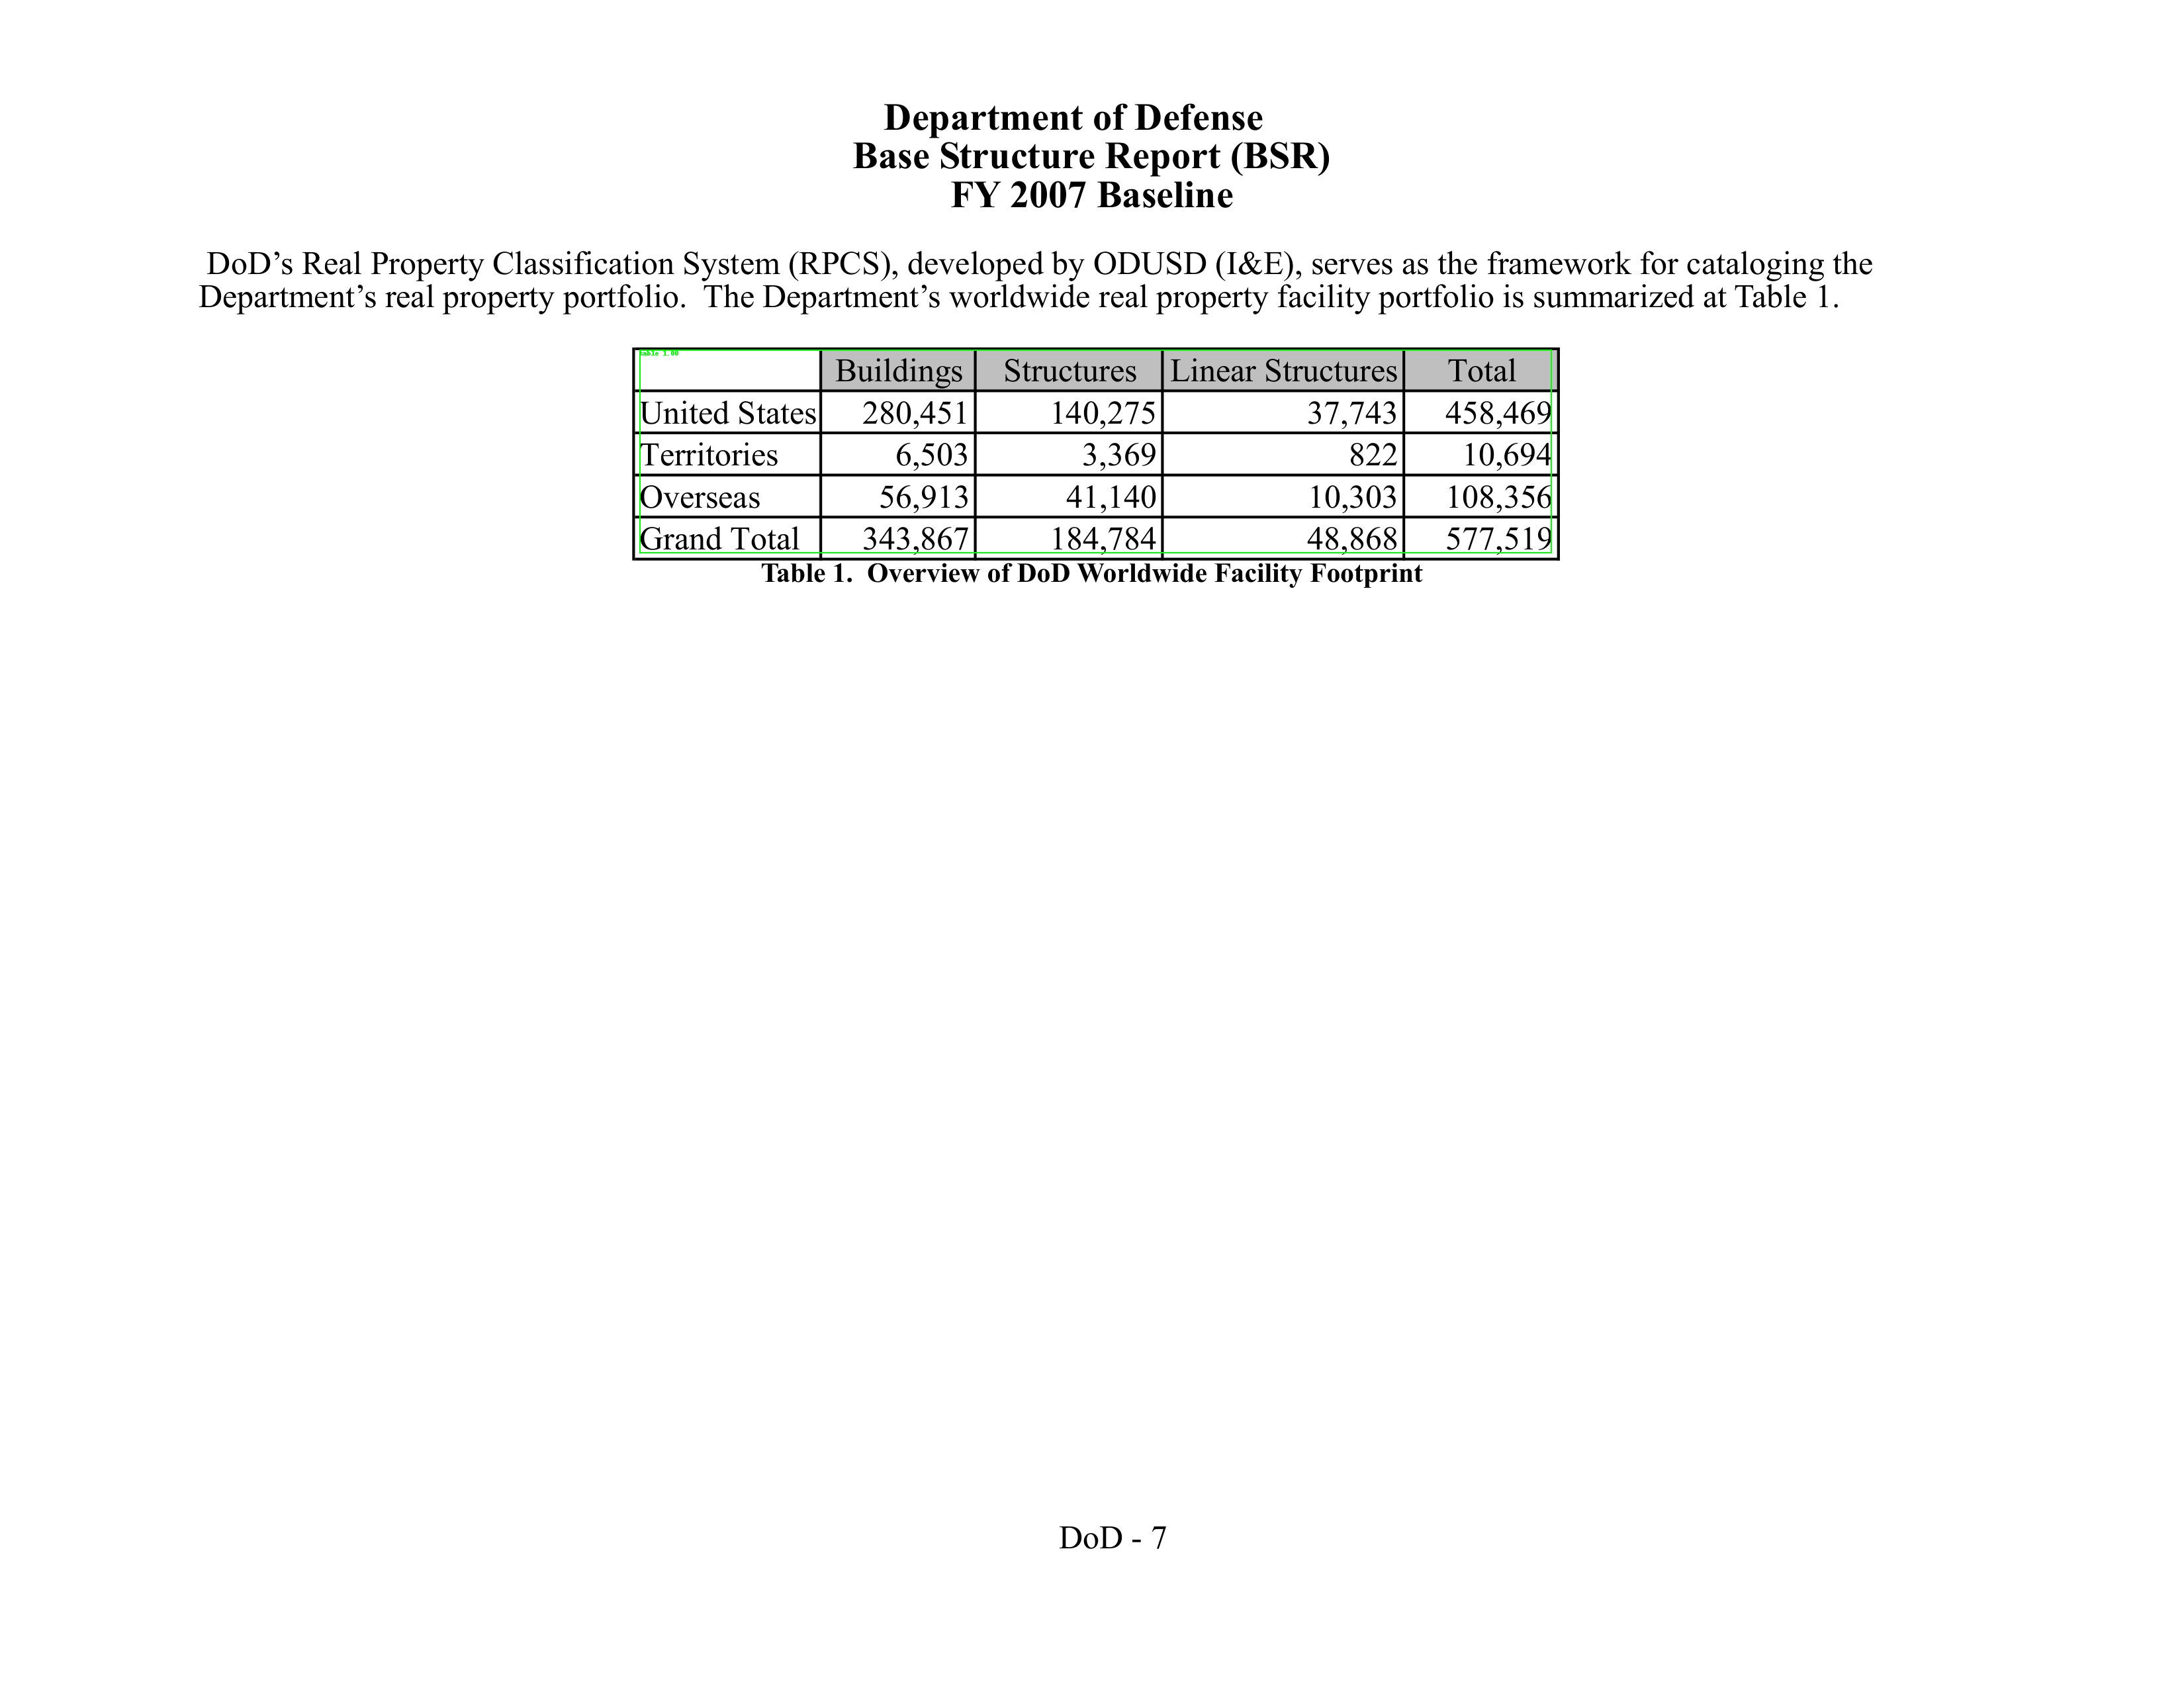 Department of Defense
Base Structure Report (BSR)
FY 2007 Baseline
DoD’s Real Property Classification System (RPCS), developed by ODUSD (I&E), serves as the framework for cataloging the
Department’s real property portfolio.  The Department’s worldwide real property facility portfolio is summarized at Table 1.
table 1.00
Buildings Structures Linear Structures Total
United States 280,451 140,275 37,743 458,469
Territories 6,503 3,369 822 10,694
Overseas 56,913 41,140 10,303 108,356
Grand Total 343,867 184,784 48,868 577,519
Table 1.  Overview of DoD Worldwide Facility Footprint
DoD - 7